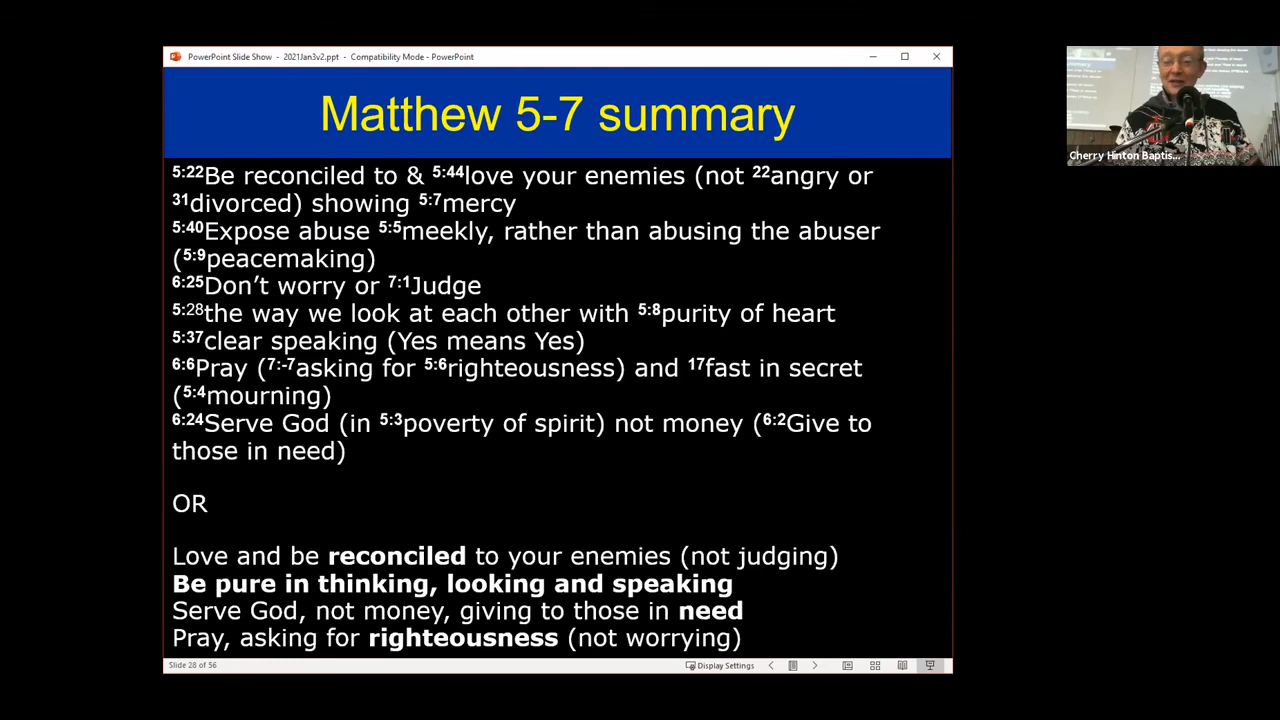 PowerPoint Slide Show - 2021Jan3v2.ppt - Compatibility Mode - PowerPoint
Matthew 5-7 summary
5:22Be reconciled to & 5:44love your enemies (not 22angry or
31divorced) showing 5:7mercy
5:40Expose abuse 5:5meekly, rather than abusing the abuser
(5:9peacemaking)
6:25Don't worry or 7:1Judge
5:28the way we look at each other with 5:8purity of heart
5:37clear speaking (Yes means Yes)
6:6Pray (7:-7asking for 5:6righteousness) and 17fast in secret
(5:4mourning)
6:24Serve God (in 5:3poverty of spirit) not money (6:2Give to
those in need)
OR
Love and be reconciled to your enemies (not judging)
Be pure in thinking, looking and speaking
Serve God, not money, giving to those in need
Pray, asking for righteousness (not worrying)
Slide 28 of 56
Display Settings
Cherry Hinton Baptis...